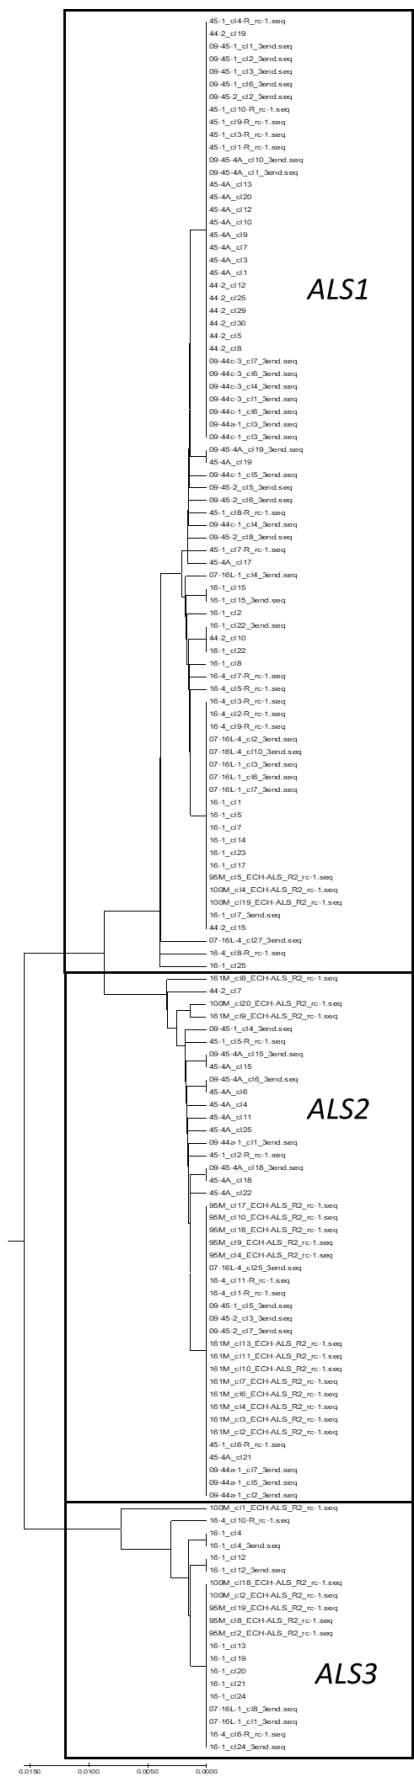 45-1_cl4-R_rc-1.seq
44-2_cl19
09-45-1_cl1_3end.seq
09-45-1_cl2_3end.seq
09-45-1_cl3_3end.seq
09-45-1_cl6_3end.seq
09-45-2_cl2_3end.seq
45-1_cl10-R_rc-1.seq
45-1_cl9-R_rc-1.seq
45-1_cl3-R_rc-1.seq
45-1_cl1-R_rc-1.seq
09-45-4A_cl10_3end.seq
09-45-4A_cl1_3end.seq
45-4A_cl13
45-4A_cl20
45-4A_cl12
45-4A_cl10
45-4A_cl9
45-4A_cl7
45-4A_cl3
45-4A_cl1
44-2_cl12
ALS1
44-2_cl25
44-2_cl29
44-2_cl30
44-2_cl5
44-2_cl8
09-44c-3_cl7_3end.seq
09-44c-3_cl6_3end.seq
09-44c-3_cl4_3end.seq
09-44c-3_cl1_3end.seq
09-44c-1_cl6_3end.seq
09-44a-1_cl3_3end.seq
09-44c-1_cl3_3end.seq
09-45-4A_cl19_3end.seq
45-4A_cl19
09-44c-1_cl5_3end.seq
09-45-2_cl5_3end.seq
09-45-2_cl6_3end.seq
45-1_cl8-R_rc-1.seq
09-44c-1_cl4_3end.seq
09-45-2_cl8_3end.seq
45-1_cl7-R_rc-1.seq
45-4A_cl17
07-16L-1_cl4_3end.seq
16-1_cl15
16-1_cl15_3end.seq
16-1_cl2
16-1_cl22_3end.seq
44-2_cl10
16-1_cl22
16-1_cl8
16-4_cl7-R_rc-1.seq
16-4_cl5-R_rc-1.seq
16-4_cl3-R_rc-1.seq
16-4_cl2-R_rc-1.seq
16-4_cl9-R_rc-1.seq
07-16L-4_cl2_3end.seq
07-16L-4_cl10_3end.seq
07-16L-1_cl3_3end.seq
07-16L-1_cl6_3end.seq
07-16L-1_cl7_3end.seq
16-1_cl1
16-1_cl5
16-1_cl7
16-1_cl14
16-1_cl23
16-1_cl17
95M_cl5_ECH-ALS_R2_rc-1.seq
100M_cl4_ECH-ALS_R2_rc-1.seq
100M_cl19_ECH-ALS_R2_rc-1.seq
16-1_cl7_3end.seq
44-2_cl15
07-16L-4_cl27_3end.seq
16-4_cl8-R_rc-1.seq
16-1_cl25
161M_cl8_ECH-ALS_R2_rc-1.seq
44-2_cl7
100M_cl20_ECH-ALS_R2_rc-1.seq
161M_cl9_ECH-ALS_R2_rc-1.seq
09-45-1_cl4_3end.seq
45-1_cl5-R_rc-1.seq
09-45-4A_cl15_3end.seq
45-4A_cl15
09-45-4A_cl6_3end.seq
45-4A_cl6
45-4A_cl4
ALS2
45-4A_cl11
45-4A_cl25
09-44a-1_cl1_3end.seq
45-1_cl2-R_rc-1.seq
09-45-4A_cl18_3end.seq
45-4A_cl18
45-4A_cl22
95M_cl17_ECH-ALS_R2_rc-1.seq
95M_cl10_ECH-ALS_R2_rc-1.seq
95M_cl18_ECH-ALS_R2_rc-1.seq
95M_cl9_ECH-ALS_R2_rc-1.seq
95M_cl4_ECH-ALS_R2_rc-1.seq
07-16L-4_cl25_3end.seq
16-4_cl11-R_rc-1.seq
16-4_cl1-R_rc-1.seq
09-45-1_cl5_3end.seq
09-45-2_cl3_3end.seq
09-45-2_cl7_3end.seq
161M_cl13_ECH-ALS_R2_rc-1.seq
161M_cl11_ECH-ALS_R2_rc-1.seq
161M_cl10_ECH-ALS_R2_rc-1.seq
161M_cl7_ECH-ALS_R2_rc-1.seq
161M_cl6_ECH-ALS_R2_rc-1.seq
161M_cl4_ECH-ALS_R2_rc-1.seq
161M_cl3_ECH-ALS_R2_rc-1.seq
161M_cl2_ECH-ALS_R2_rc-1.seq
45-1_cl6-R_rc-1.seq
45-4A_cl21
09-44a-1_cl7_3end.seq
09-44a-1_cl5_3end.seq
09-44a-1_cl2_3end.seq
100M_cl1_ECH-ALS_R2_rc-1.seq
16-4_cl10-R_rc-1.seq
16-1_cl4
16-1_cl4_3end.seq
16-1_cl12
16-1_cl12_3end.seq
100M_cl18_ECH-ALS_R2_rc-1.seq
100M_cl2_ECH-ALS_R2_rc-1.seq
95M_cl19_ECH-ALS_R2_rc-1.seq
95M_cl8_ECH-ALS_R2_rc-1.seq
95M_cl2_ECH-ALS_R2_rc-1.seq
16-1_cl13
16-1_cl19
16-1_cl20
ALS3
16-1_cl21
16-1_cl24
07-16L-1_cl8_3end.seq
07-16L-1_cl1_3end.seq
16-4_cl6-R_rc-1.seq
16-1_cl24_3end.seq
0.0150 0.0100 0.0050 0.0000